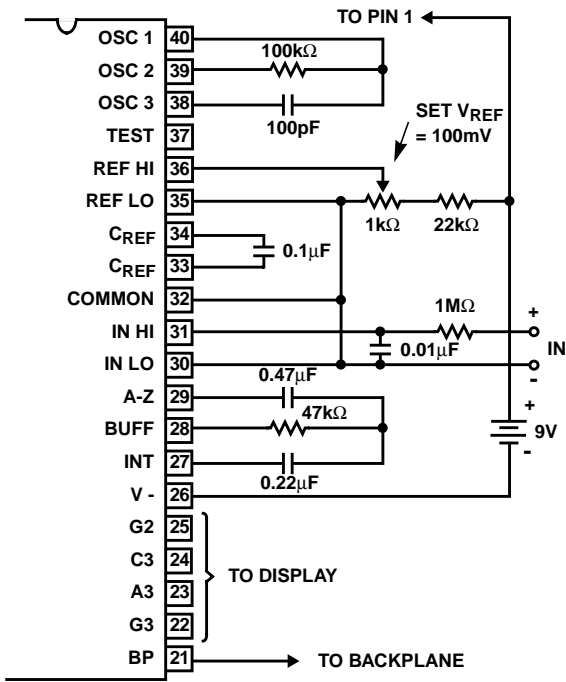 TO PIN 1
OSC 1 40
100kΩ
OSC 2 39
OSC 3 38
100pF
SET VREF
= 100mV
TEST 37
REF HI 36
REF LO 35
1kΩ 22kΩ
CREF 34
0.1μF
CREF 33
COMMON 32
1MΩ
+
IN HI 31
IN
0.01μF
IN LO 30
-
0.47μF
A-Z 29
+
47kΩ
BUFF 28
9V
-
INT 27
0.22μF
V - 26
G2 25
C3 24
TO DISPLAY
A3 23
G3 22
BP 21
TO BACKPLANE